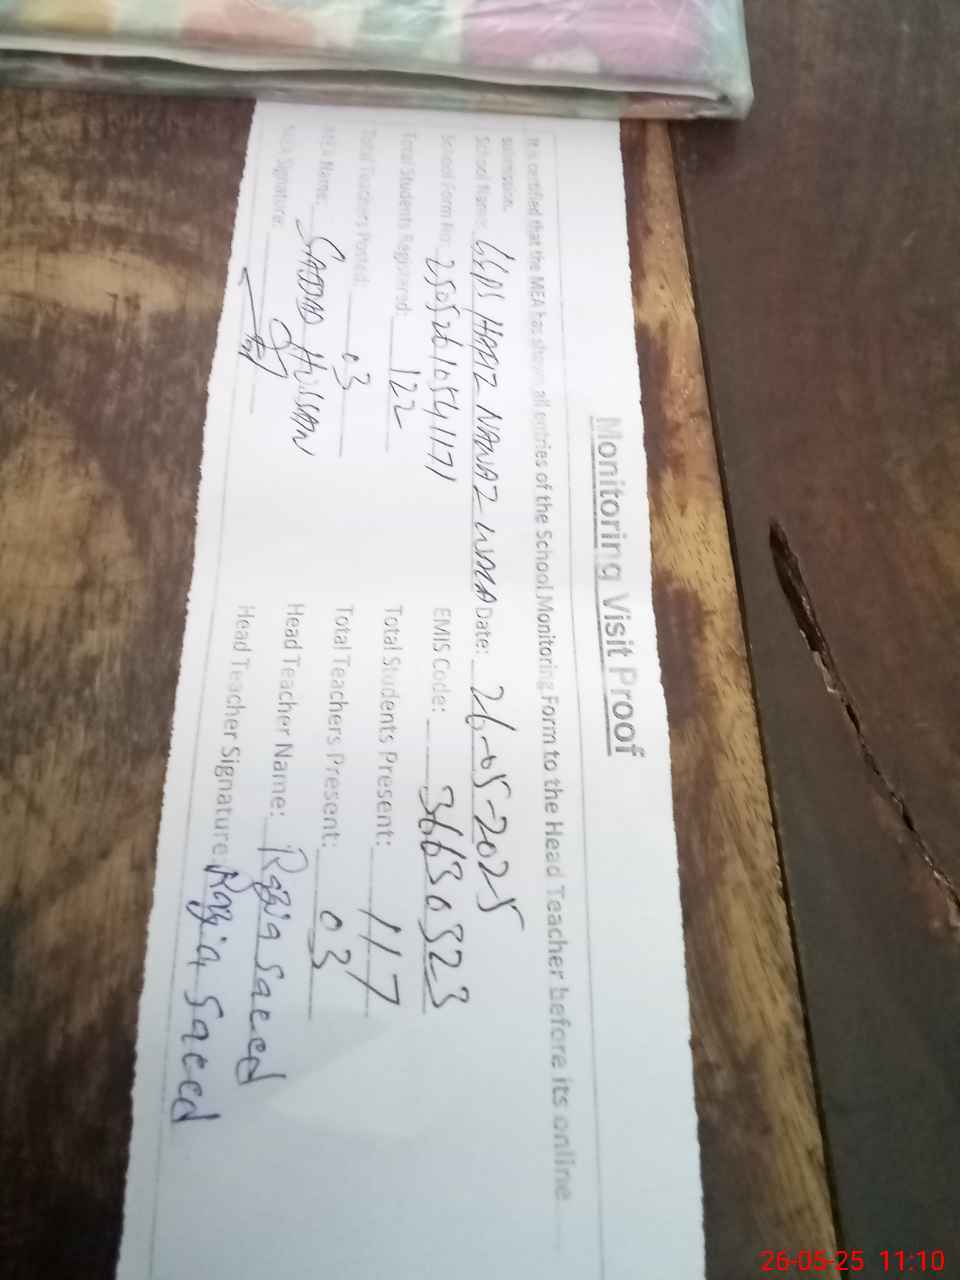 Monitoring Visit Proof
It is certified that the MEA has shown all entries of the School Monitoring Form to the Head Teacher before its online
submission.
School Name: GGPS HAFIZ NAWAZ WALA Date: 26-05-2025
School Form No: 25052610541171 EMIS Code: 36630323
Total Students Registered: 122 Total Students Present: 117
Total Teachers Posted: 03 Total Teachers Present: 03
MEA Name: SADDAD HUSSAN Head Teacher Name: Razia Saeed
MEA Signature: Head Teacher Signature: Razia Saeed
26-05-25 11:10